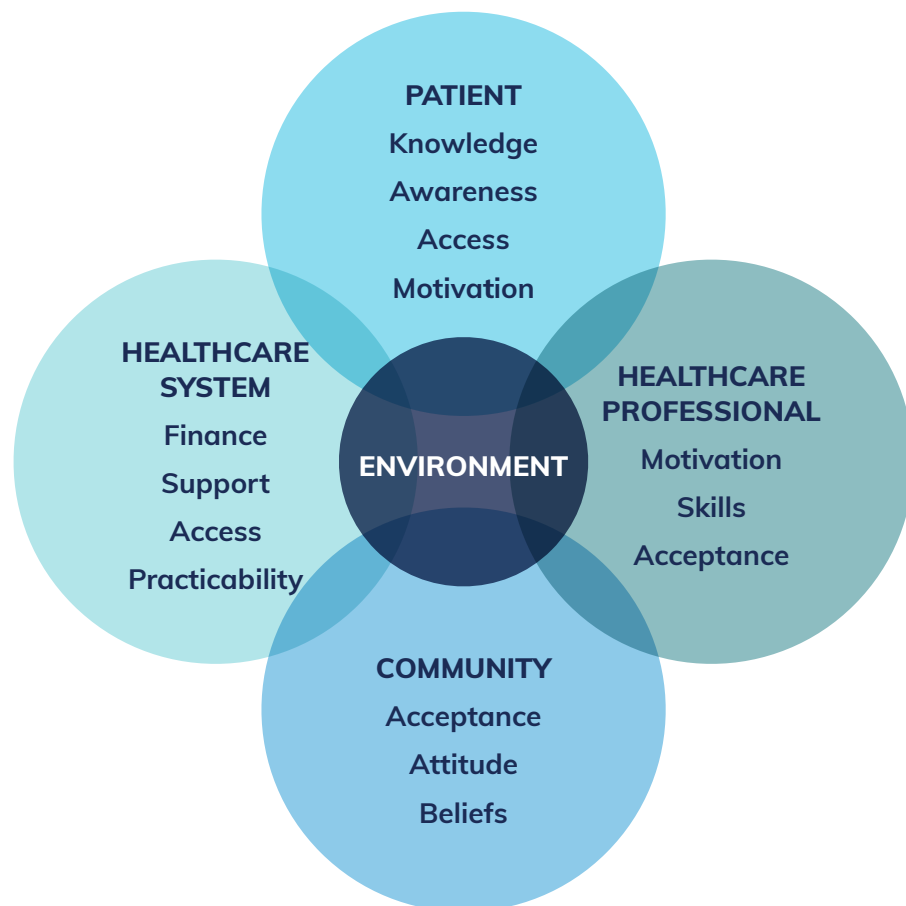 PATIENT
Knowledge
Awareness
Access
Motivation
HEALTHCARE
SYSTEM
Finance
Support
Access
Practicability
ENVIRONMENT
HEALTHCARE
PROFESSIONAL
Motivation
Skills
Acceptance
COMMUNITY
Acceptance
Attitude
Beliefs